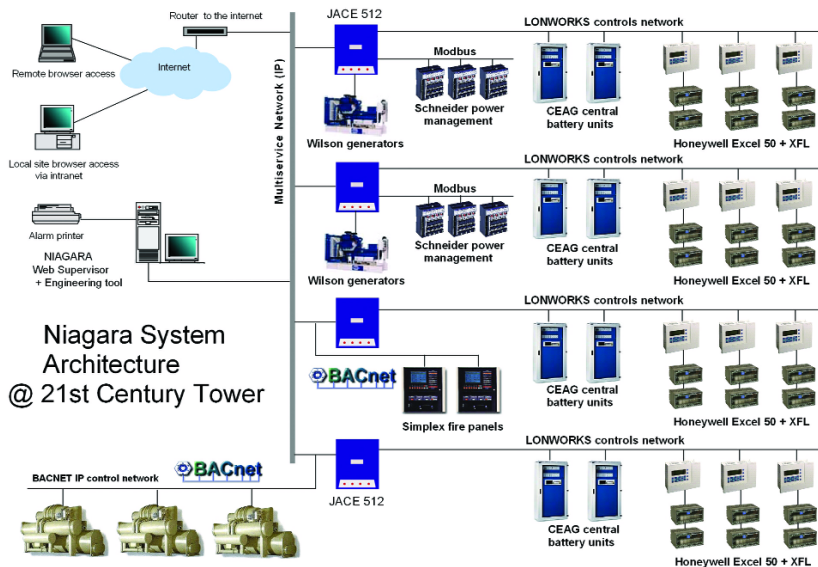 Router to the internet
JACE 512
LONWORKS controls network
Remote browser access
Internet
Modbus
Schneider power
management
Wilson generators
CEAG central
battery units
Honeywell Excel 50 + XFL
Multiservice Network (IP)
Local site browser access
via intranet
LONWORKS controls network
Modbus
Schneider power
management
Wilson generators
CEAG central
battery units
Honeywell Excel 50 + XFL
Alarm printer
NIAGARA
Web Supervisor
+ Engineering tool
LONWORKS controls network
Niagara System
Architecture
@ 21st Century Tower
BACnet
Simplex fire panels
CEAG central
battery units
Honeywell Excel 50 + XFL
LONWORKS controls network
BACNET IP control network
BACnet
JACE 512
CEAG central
battery units
Honeywell Excel 50 + XFL